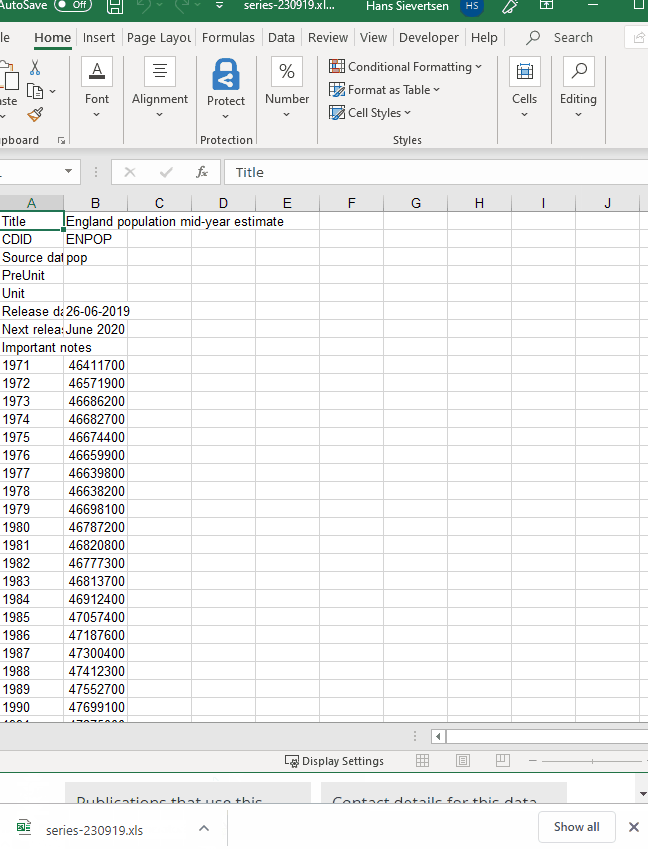 AutoSave Off series-230919.xl... Hans Sievertsen HS
le Home Insert Page Layou Formulas Data Review View Developer Help Search
ste Font Alignment Protect Number Conditional Formatting Cells Editing
Format as Table
Cell Styles
pboard Protection Styles
fx Title
A B C D E F G H I J
Title England population mid-year estimate
CDID ENPOP
Source dat pop
PreUnit
Unit
Release da 26-06-2019
Next relea: June 2020
Important notes
1971 46411700
1972 46571900
1973 46686200
1974 46682700
1975 46674400
1976 46659900
1977 46639800
1978 46638200
1979 46698100
1980 46787200
1981 46820800
1982 46777300
1983 46813700
1984 46912400
1985 47057400
1986 47187600
1987 47300400
1988 47412300
1989 47552700
1990 47699100
Display Settings
Publications that use this Contact details for this data
series-230919.xls Show all